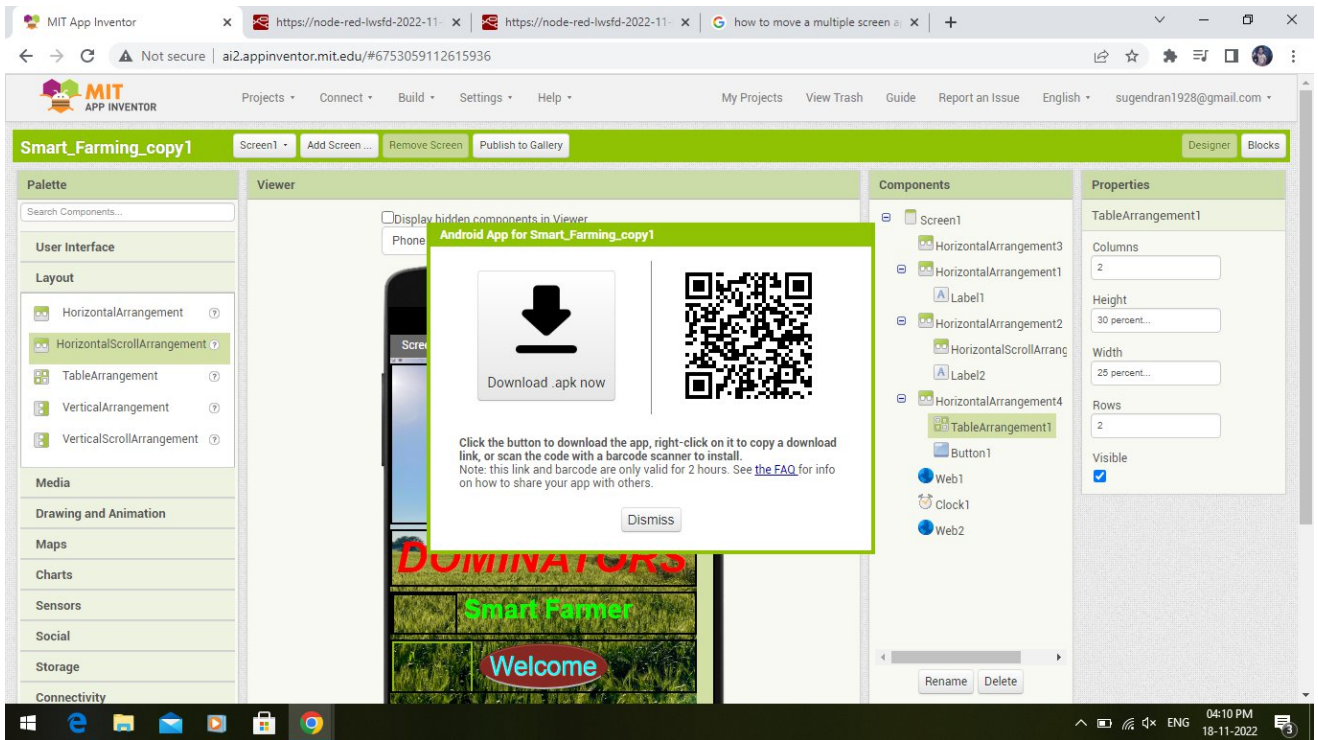 MIT App Inventor
https://node-red-lwsfd-2022-11-
https://node-red-lwsfd-2022-11-
how to move a multiple screen a
Not secure
ai2.appinventor.mit.edu/#6753059112615936
MIT
APP INVENTOR
Projects
Connect
Build
Settings
Help
My Projects
View Trash
Guide
Report an Issue
English
sugendran1928@gmail.com
Smart_Farming_copy1
Screen1
Add Screen ...
Remove Screen
Publish to Gallery
Designer
Blocks
Palette
Search Components...
User Interface
Layout
HorizontalArrangement
HorizontalScrollArrangement
TableArrangement
VerticalArrangement
VerticalScrollArrangement
Media
Drawing and Animation
Maps
Charts
Sensors
Social
Storage
Connectivity
Viewer
Display hidden components in Viewer
Phone
Scree
Android App for Smart_Farming_copy1
Download .apk now
Click the button to download the app, right-click on it to copy a download
link, or scan the code with a barcode scanner to install.
Note: this link and barcode are only valid for 2 hours. See the FAQ for info
on how to share your app with others.
Dismiss
DOMINATORS
Smart Farmer
Welcome
Components
Screen1
HorizontalArrangement3
HorizontalArrangement1
Label1
HorizontalArrangement2
HorizontalScrollArrang
Label2
HorizontalArrangement4
TableArrangement1
Button1
Web1
Clock1
Web2
Rename
Delete
Properties
TableArrangement1
Columns
2
Height
30 percent...
Width
25 percent...
Rows
2
Visible
ENG
04:10 PM
18-11-2022
3